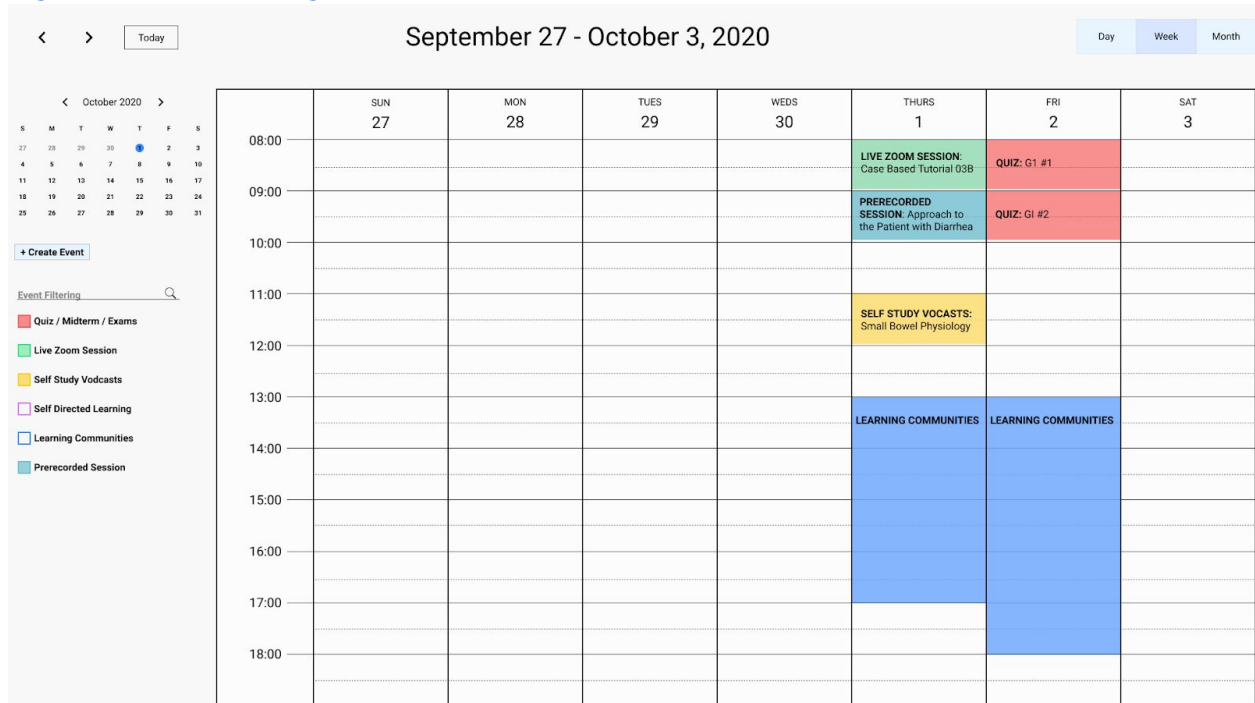 Today
September 27 - October 3, 2020
Day Week Month
October 2020
S M T W T F S
27 28 29 30 1 2 3
4 5 6 7 8 9 10
11 12 13 14 15 16 17
18 19 20 21 22 23 24
25 26 27 28 29 30 31
+ Create Event
Event Filtering
Quiz / Midterm / Exams
Live Zoom Session
Self Study Vodcasts
Self Directed Learning
Learning Communities
Prerecorded Session
SUN MON TUES WEDS THURS FRI SAT
27 28 29 30 1 2 3
08:00
LIVE ZOOM SESSION:
Case Based Tutorial 03B
QUIZ: G1 #1
09:00
PRERECORDED
SESSION: Approach to
the Patient with Diarrhea
QUIZ: GI #2
10:00
11:00
SELF STUDY VOCASTS:
Small Bowel Physiology
12:00
13:00
LEARNING COMMUNITIES LEARNING COMMUNITIES
14:00
15:00
16:00
17:00
18:00